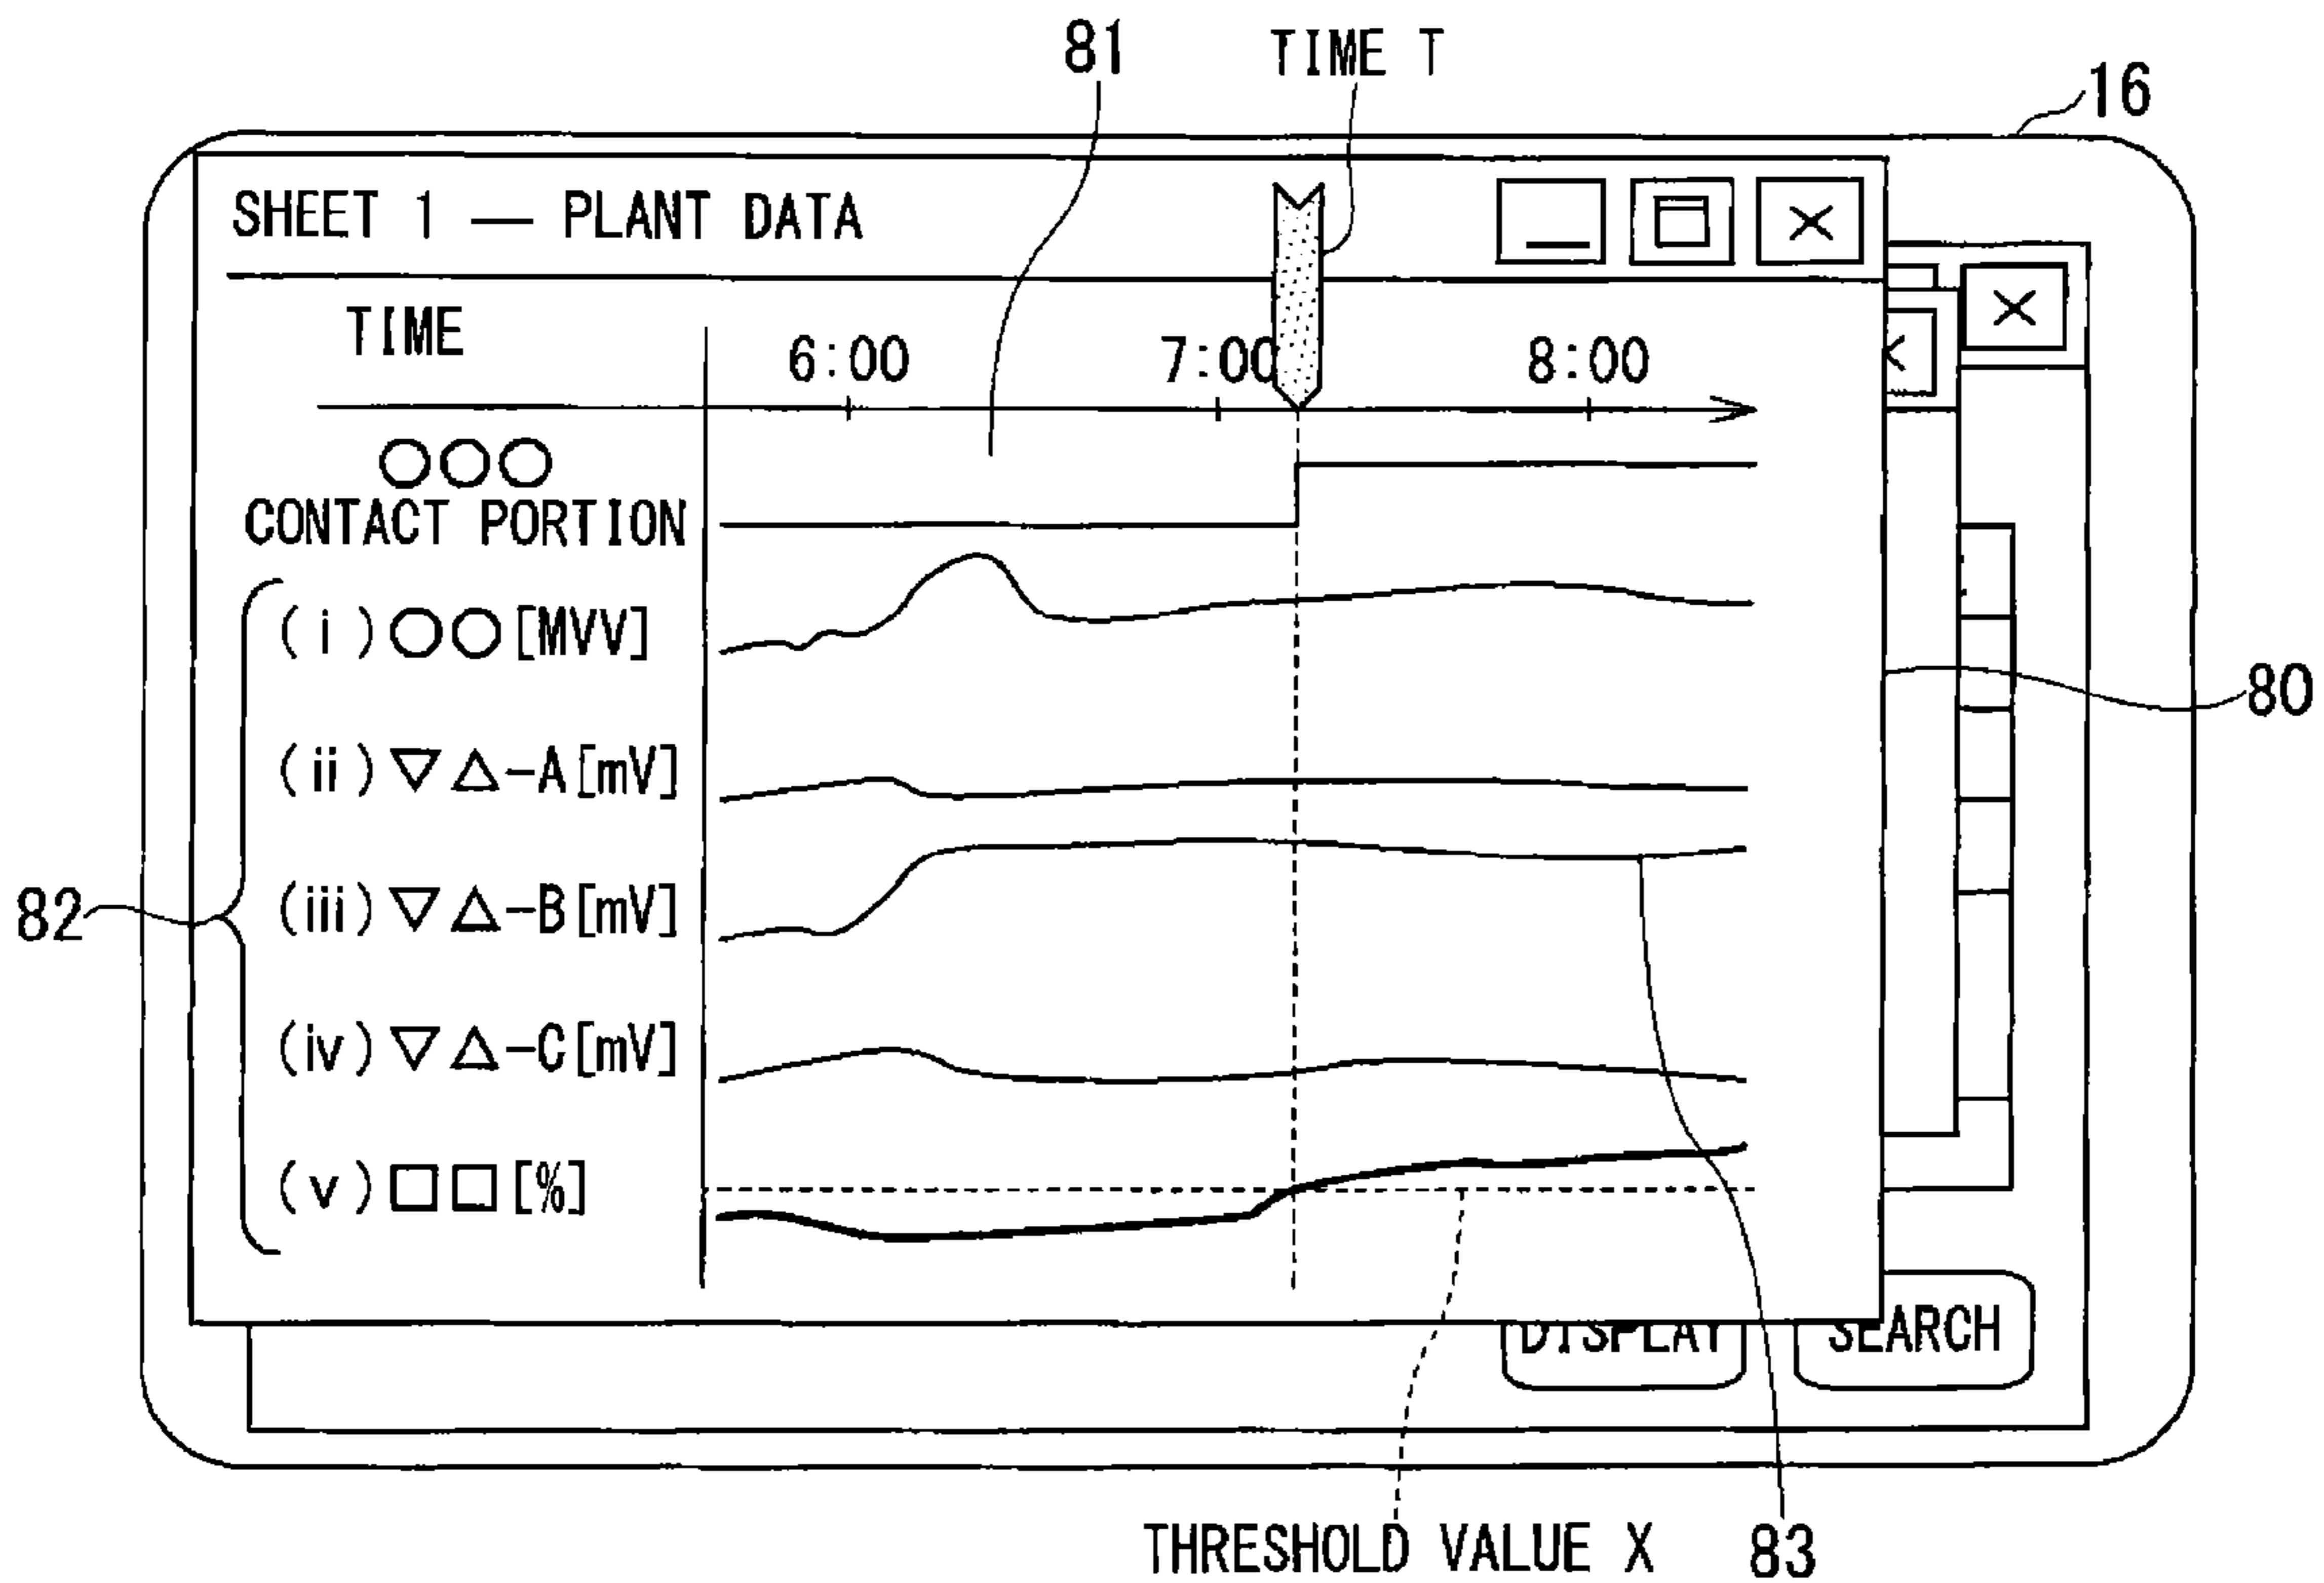 81
TIME T
16
SHEET 1 — PLANT DATA
TIME
6:00
7:00
8:00
○○○
CONTACT PORTION
(i)○○[MVV]
80
(ii)▽△-A[mV]
82
(iii)▽△-B[mV]
(iv)▽△-C[mV]
(v)□□[%]
DISPLAY
SEARCH
THRESHOLD VALUE X
83